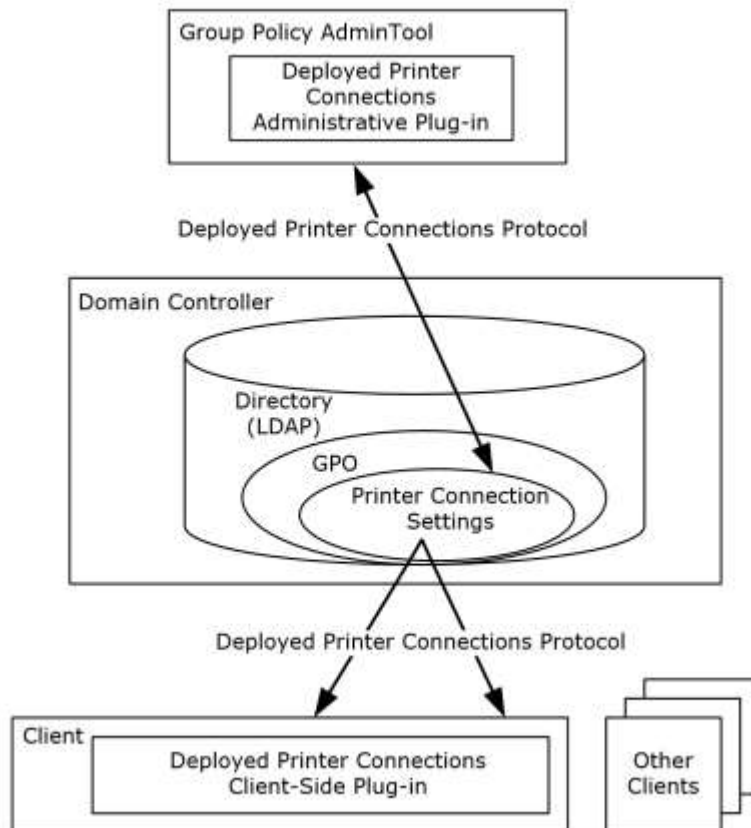 Group Policy AdminTool
Deployed Printer
Connections
Administrative Plug-in
Deployed Printer Connections Protocol
Domain Controller
Directory
(LDAP)
GPO
Printer Connection
Settings
Deployed Printer Connections Protocol
Client
Deployed Printer Connections
Client-Side Plug-in
Other
Clients